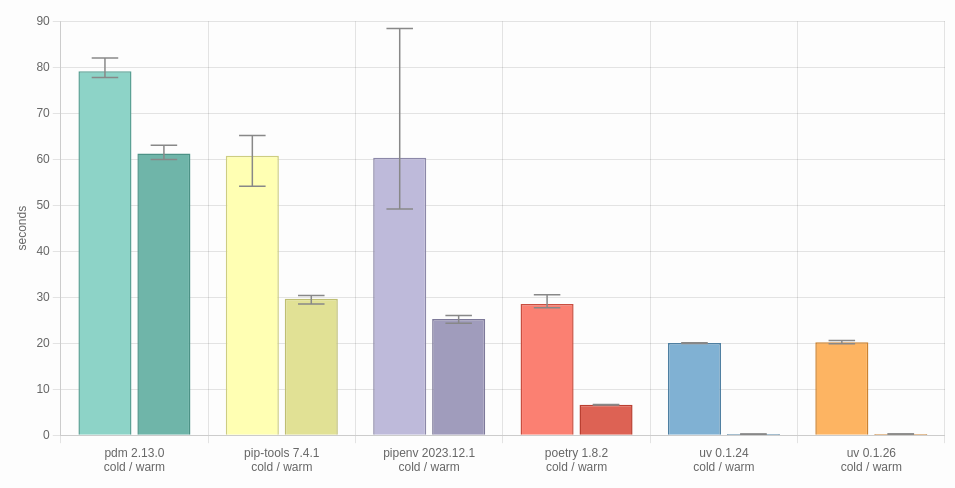 90
80
70
60
50
40
30
20
10
0
seconds
pdm 2.13.0
cold / warm
pip-tools 7.4.1
cold / warm
pipenv 2023.12.1
cold / warm
poetry 1.8.2
cold / warm
uv 0.1.24
cold / warm
uv 0.1.26
cold / warm